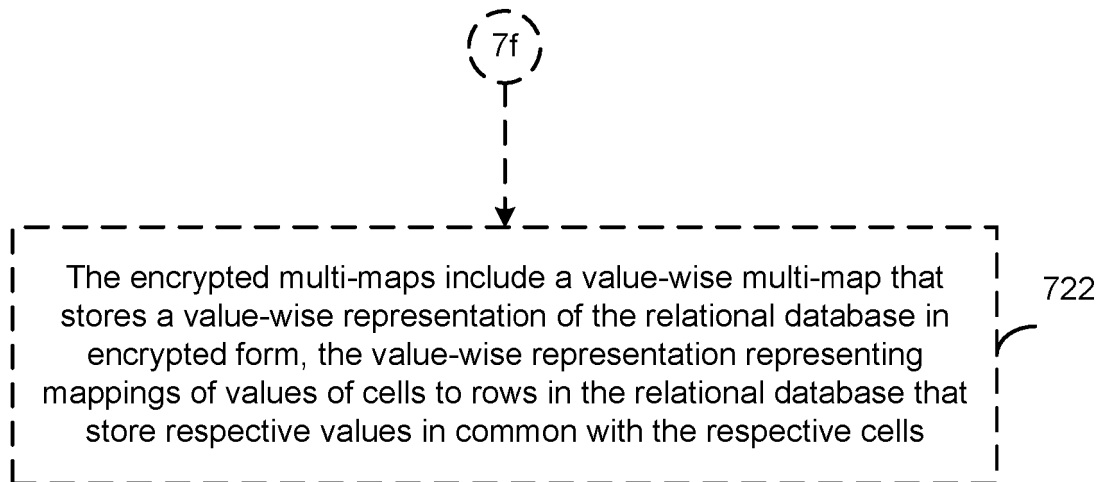 7f
The encrypted multi-maps include a value-wise multi-map that
stores a value-wise representation of the relational database in
encrypted form, the value-wise representation representing
mappings of values of cells to rows in the relational database that
store respective values in common with the respective cells
722